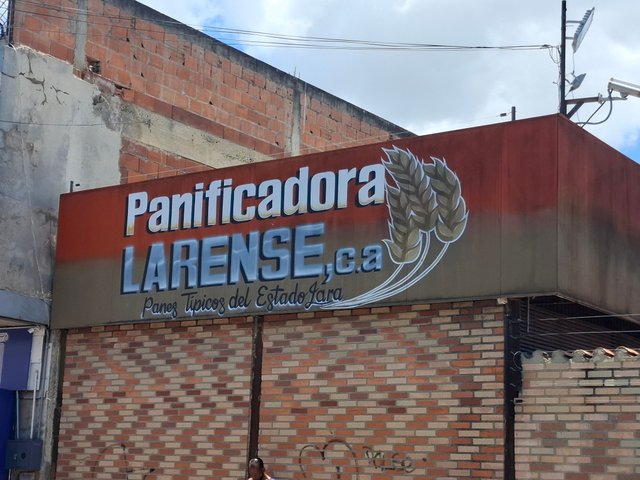 Panificadora
LARENSE, c.a
Panes Típicos del Estado Lara